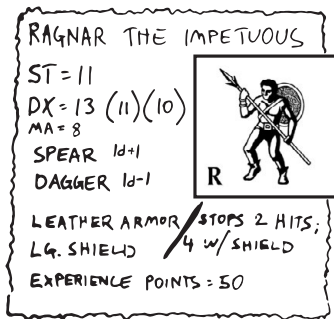 RAGNAR THE IMPETUOUS
ST = 11
DX = 13 (11)(10)
MA = 8
SPEAR 1d+1
DAGGER 1d-1
R
LEATHER ARMOR / STOPS 2 HITS;
LG. SHIELD / 4 W/ SHIELD
EXPERIENCE POINTS = 50